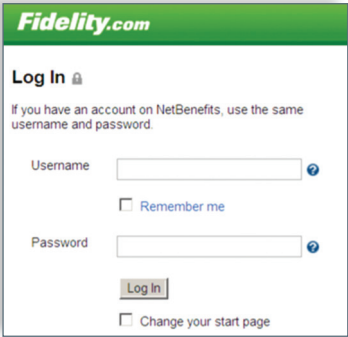 Fidelity.com
Log In
If you have an account on NetBenefits, use the same
username and password.
Username
Remember me
Password
Log In
Change your start page